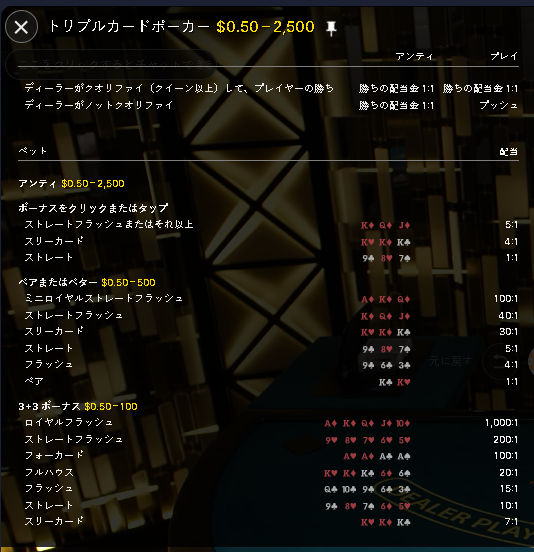 トリプルカードポーカー $0.50-2,500
アンティ プレイ
ディーラーがクオリファイ（クイーン以上）して、プレイヤーの勝ち 勝ちの配当金 1:1 勝ちの配当金 1:1
ディーラーがノットクオリファイ 勝ちの配当金 1:1 プッシュ
ベット 配当
アンティ $0.50-2,500
ボーナスをクリックまたはタップ
ストレートフラッシュまたはそれ以上 K♦ Q♦ J♦ 5:1
スリーカード K♥ K♦ K♣ 4:1
ストレート 9♣ 8♥ 7♠ 1:1
ペアまたはベター $0.50-500
ミニロイヤルストレートフラッシュ A♦ K♦ Q♦ 100:1
ストレートフラッシュ K♦ Q♦ J♦ 40:1
スリーカード K♥ K♦ K♣ 30:1
ストレート 9♣ 8♥ 7♠ 5:1
フラッシュ 9♣ 6♣ 3♣ 4:1
ペア K♣ K♥ 1:1
3+3 ボーナス $0.50-100
ロイヤルフラッシュ A♦ K♦ Q♦ J♦ 10♦ 1,000:1
ストレートフラッシュ 9♥ 8♥ 7♥ 6♥ 5♥ 200:1
フォーカード A♥ A♦ A♣ A♠ 100:1
フルハウス K♥ K♦ K♣ 6♦ 6♠ 20:1
フラッシュ Q♣ 10♣ 9♣ 6♣ 3♣ 15:1
ストレート 9♣ 8♥ 7♠ 6♦ 5♥ 10:1
スリーカード K♥ K♦ K♣ 7:1
元に戻す
DEALER PLAY